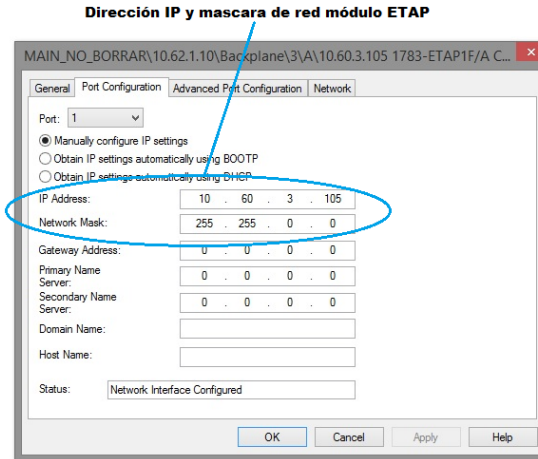 Dirección IP y mascara de red módulo ETAP
MAIN_NO_BORRAR\10.62.1.10\Backplane\3\A\10.60.3.105 1783-ETAP1F/A C...
General Port Configuration Advanced Port Configuration Network
Port: 1
Manually configure IP settings
Obtain IP settings automatically using BOOTP
Obtain IP settings automatically using DHCP
IP Address: 10 . 60 . 3 . 105
Network Mask: 255 . 255 . 0 . 0
Gateway Address: 0 . 0 . 0 . 0
Primary Name
Server: 0 . 0 . 0 . 0
Secondary Name
Server: 0 . 0 . 0 . 0
Domain Name:
Host Name:
Status: Network Interface Configured
OK Cancel Apply Help